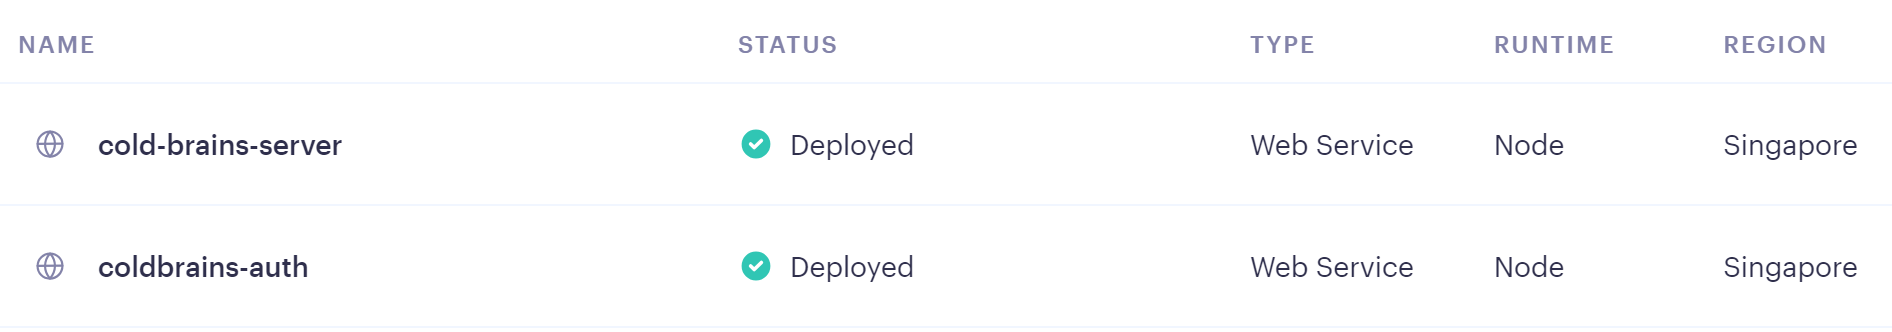 NAME STATUS TYPE RUNTIME REGION
cold-brains-server Deployed Web Service Node Singapore
coldbrains-auth Deployed Web Service Node Singapore